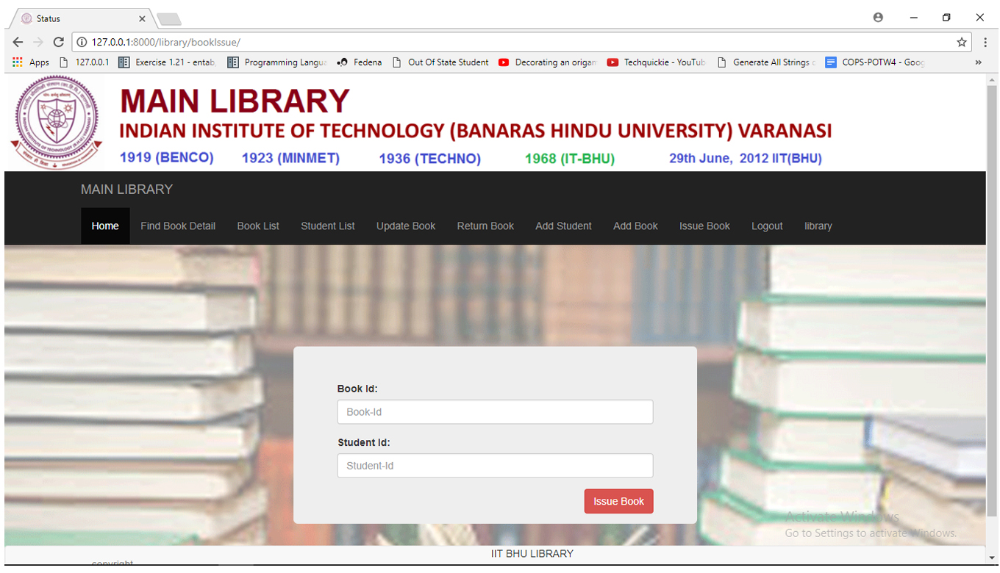 Status
127.0.0.1:8000/library/bookIssue/
Apps 127.0.0.1 Exercise 1.21 - entab Programming Langua Fedena Out Of State Student Decorating an origam Techquickie - YouTub Generate All Strings COPS-POTW4 - Goog »
MAIN LIBRARY
INDIAN INSTITUTE OF TECHNOLOGY (BANARAS HINDU UNIVERSITY) VARANASI
1919 (BENCO) 1923 (MINMET) 1936 (TECHNO) 1968 (IT-BHU) 29th June, 2012 IIT(BHU)
MAIN LIBRARY
Home Find Book Detail Book List Student List Update Book Return Book Add Student Add Book Issue Book Logout library
Book Id:
Book-Id
Student Id:
Student-Id
Issue Book
Activate Windows
Go to Settings to activate Windows.
IIT BHU LIBRARY
copyright